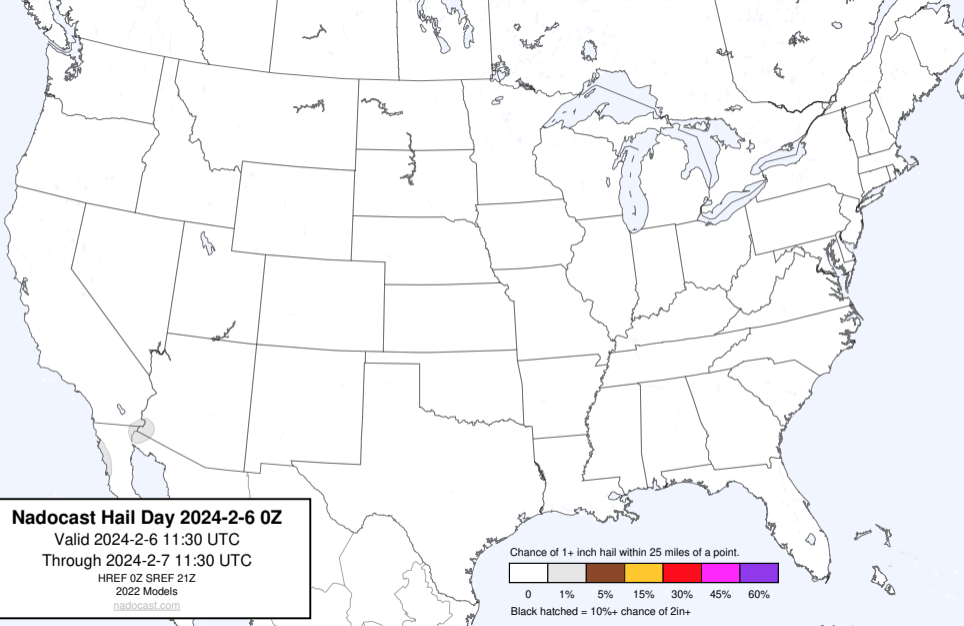 Nadocast Hail Day 2024-2-6 0Z
Valid 2024-2-6 11:30 UTC
Through 2024-2-7 11:30 UTC
HREF 0Z SREF 21Z
2022 Models
nadocast.com
Chance of 1+ inch hail within 25 miles of a point.
0 1% 5% 15% 30% 45% 60%
Black hatched = 10%+ chance of 2in+